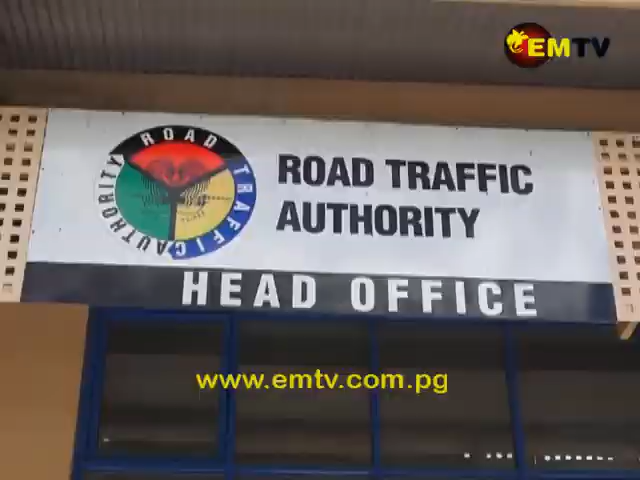 EMTV
ROAD TRAFFIC AUTHORITY
ROAD TRAFFIC
AUTHORITY
HEAD OFFICE
www.emtv.com.pg